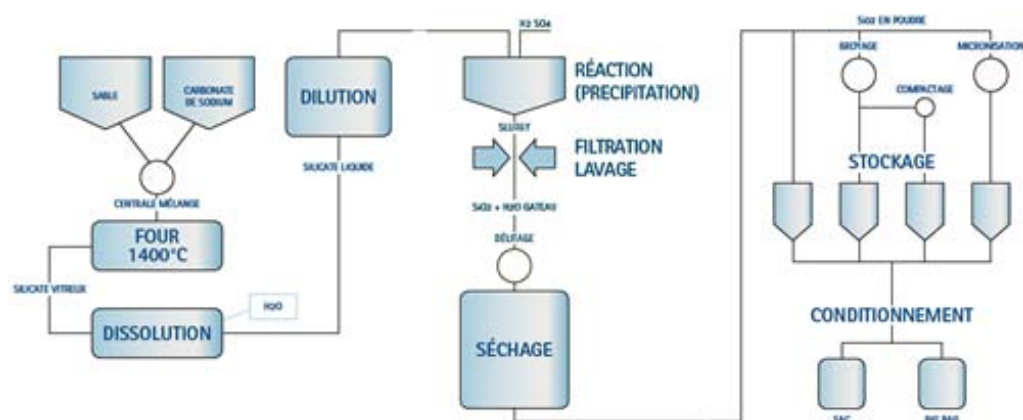 SABLE
CARBONATE
DE SODIUM
CENTRALE MÉLANGE
FOUR
1400°C
SILICATE VITREUX
DISSOLUTION
H2O
SILICATE LIQUIDE
DILUTION
H2 SO4
RÉACTION
(PRECIPITATION)
SLURRY
FILTRATION
LAVAGE
SiO2 + H2O GATEAU
DÉLITAGE
SÉCHAGE
SiO2 EN POUDRE
BROYAGE
MICRONISATION
COMPACTAGE
STOCKAGE
CONDITIONNEMENT
SAC
BIG BAG